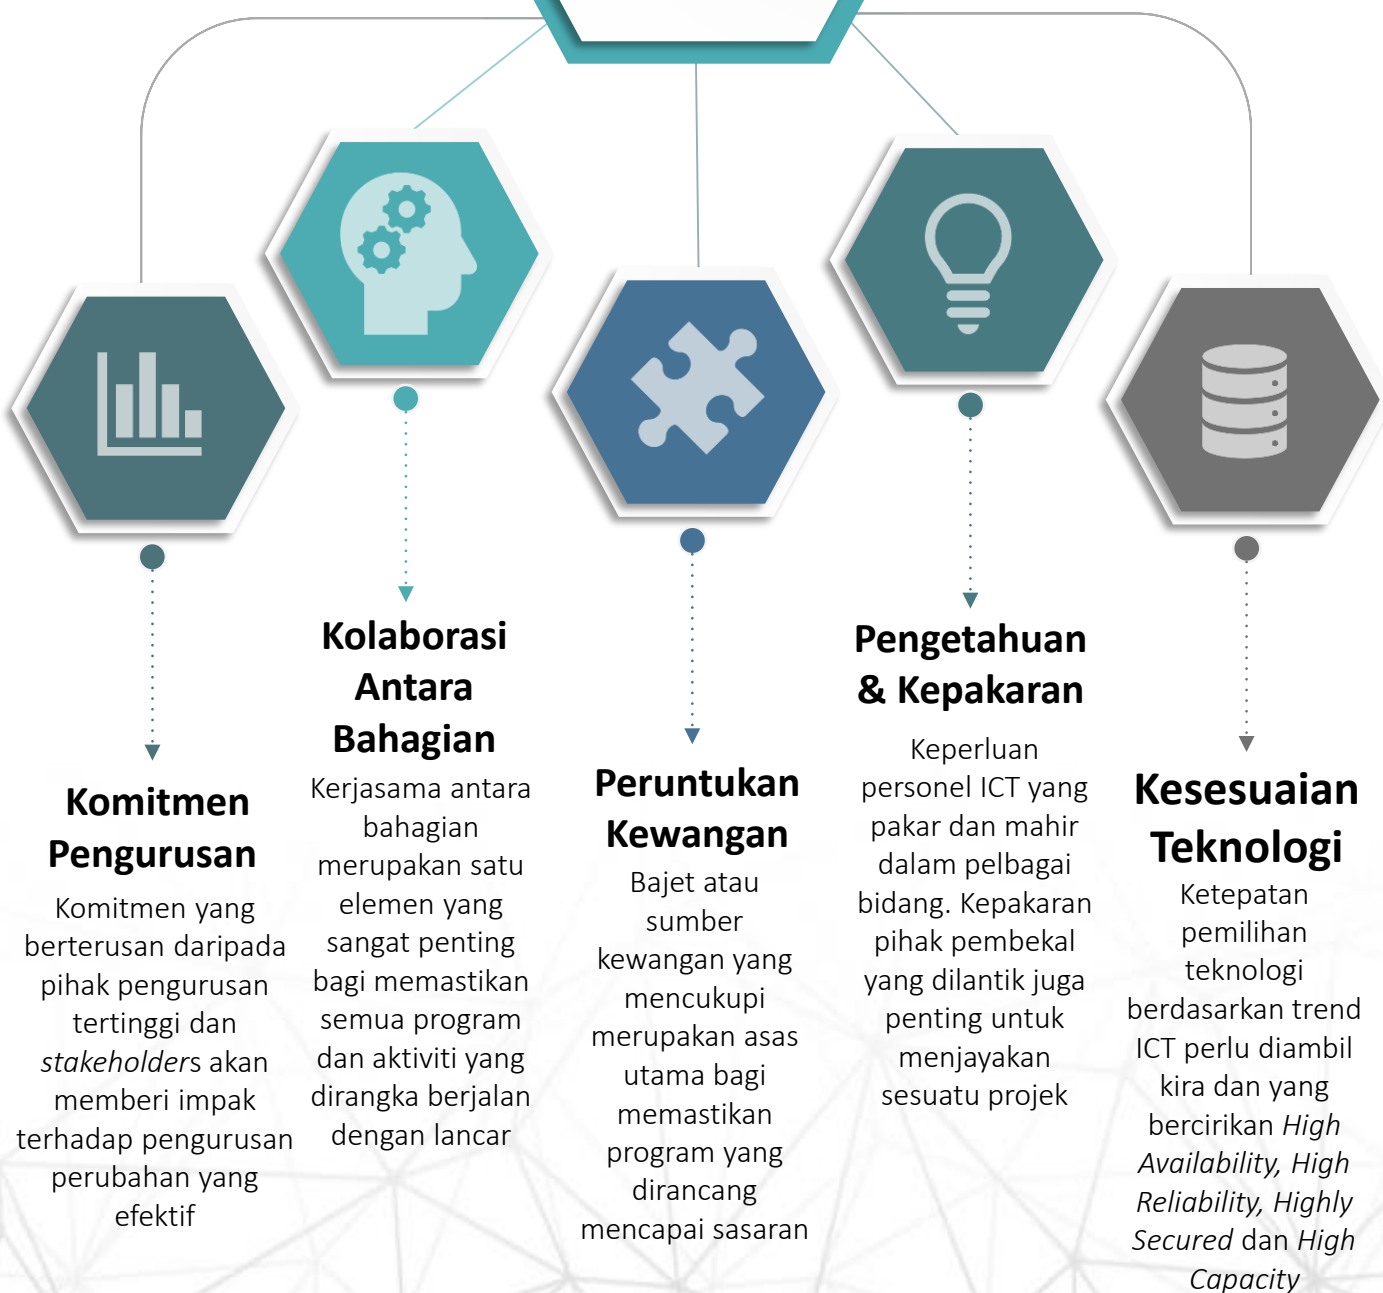 Komitmen
Pengurusan
Komitmen yang
berterusan daripada
pihak pengurusan
tertinggi dan
stakeholders akan
memberi impak
terhadap pengurusan
perubahan yang
efektif
Kolaborasi
Antara
Bahagian
Kerjasama antara
bahagian
merupakan satu
elemen yang
sangat penting
bagi memastikan
semua program
dan aktiviti yang
dirangka berjalan
dengan lancar
Peruntukan
Kewangan
Bajet atau
sumber
kewangan yang
mencukupi
merupakan asas
utama bagi
memastikan
program yang
dirancang
mencapai sasaran
Pengetahuan
& Kepakaran
Keperluan
personel ICT yang
pakar dan mahir
dalam pelbagai
bidang. Kepakaran
pihak pembekal
yang dilantik juga
penting untuk
menjayakan
sesuatu projek
Kesesuaian
Teknologi
Ketepatan
pemilihan
teknologi
berdasarkan trend
ICT perlu diambil
kira dan yang
bercirikan High
Availability, High
Reliability, Highly
Secured dan High
Capacity